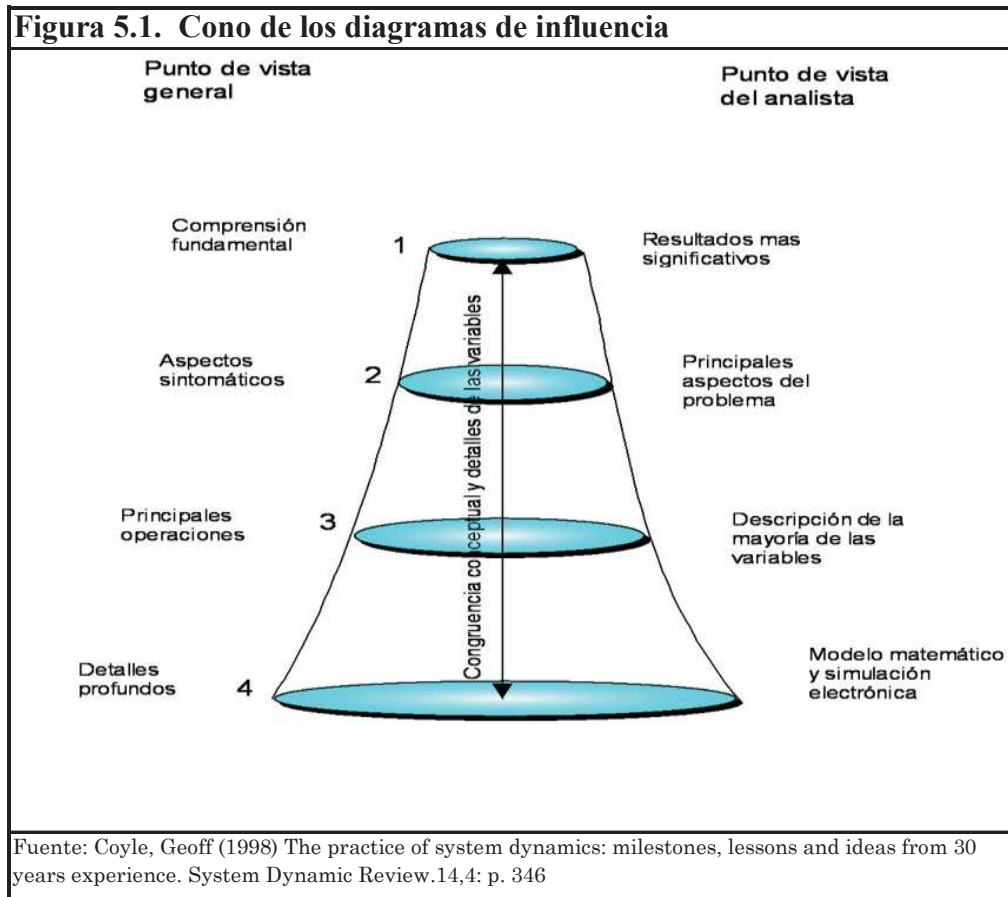 Figura 5.1. Cono de los diagramas de influencia
Punto de vista
general
Punto de vista
del analista
Comprensión
fundamental
1
Resultados mas
significativos
Aspectos
sintomáticos
2
Principales
aspectos del
problema
Principales
operaciones
3
Descripción de la
mayoría de las
variables
Detalles
profundos
4
Modelo matemático
y simulación
electrónica
Congruencia conceptual y detalles de las variables
Fuente: Coyle, Geoff (1998) The practice of system dynamics: milestones, lessons and ideas from 30
years experience. System Dynamic Review.14,4: p. 346